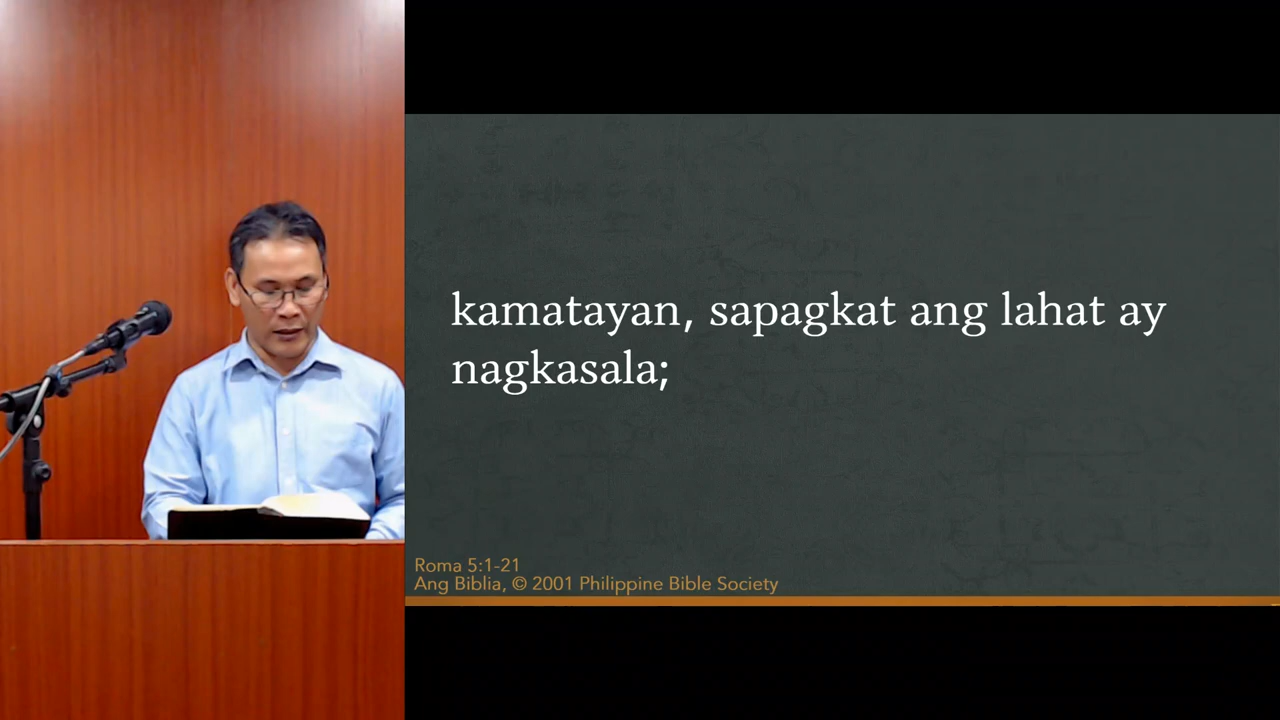 kamatayan, sapagkat ang lahat ay
nagkasala;
Roma 5:1-21
Ang Biblia, © 2001 Philippine Bible Society